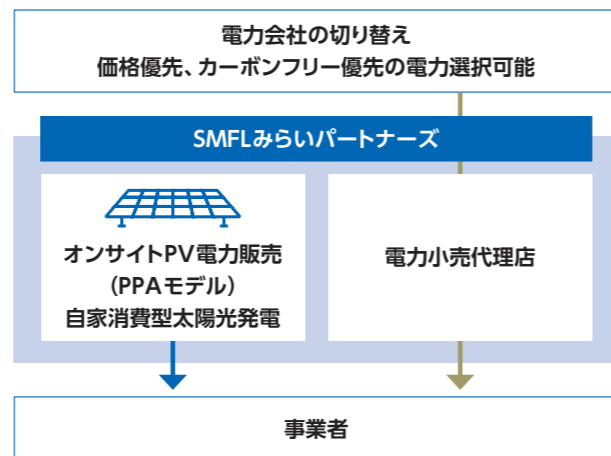 電力会社の切り替え
価格優先、カーボンフリー優先の電力選択可能
SMFLみらいパートナーズ
オンサイトPV電力販売
(PPAモデル)
自家消費型太陽光発電
電力小売代理店
事業者